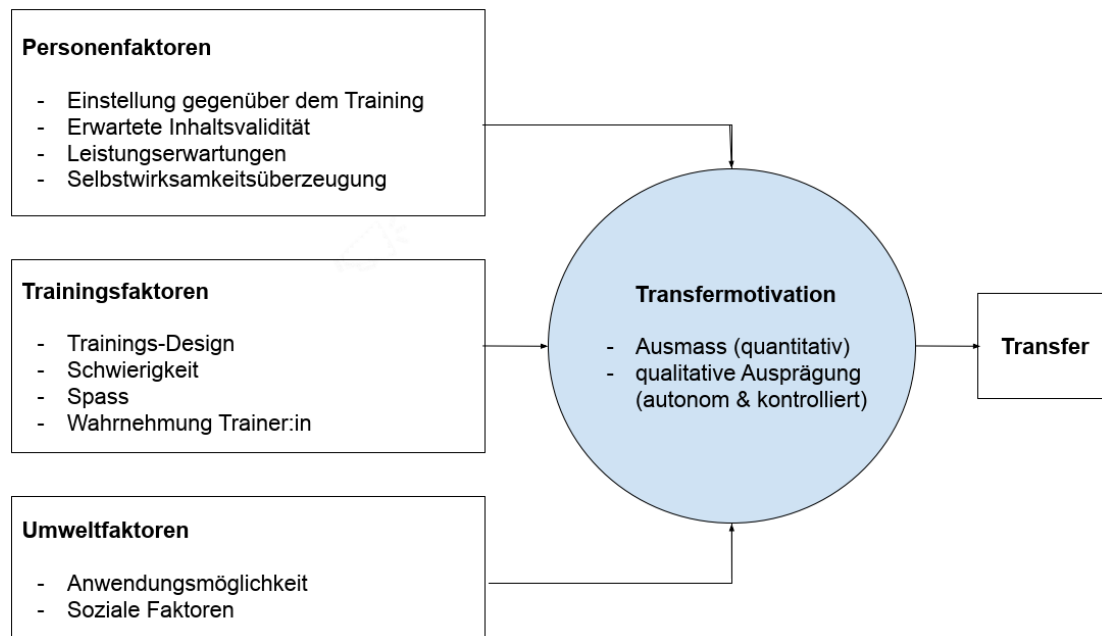 Personenfaktoren
- Einstellung gegenüber dem Training
- Erwartete Inhaltsvalidität
- Leistungserwartungen
- Selbstwirksamkeitsüberzeugung
Trainingsfaktoren
- Trainings-Design
- Schwierigkeit
- Spass
- Wahrnehmung Trainer:in
Umweltfaktoren
- Anwendungsmöglichkeit
- Soziale Faktoren
Transfermotivation
- Ausmass (quantitativ)
- qualitative Ausprägung
(autonom & kontrolliert)
Transfer